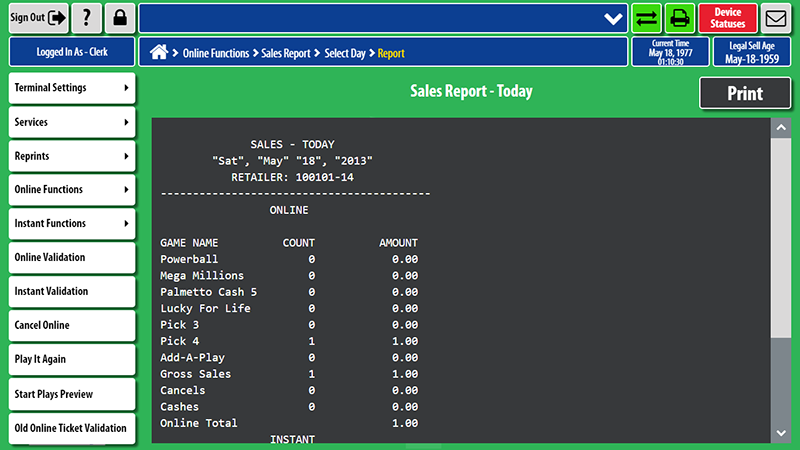 Sign Out ?
Device Statuses
Logged In As - Clerk
Online Functions > Sales Report > Select Day > Report
Current Time
May 18, 1977
01:10:30
Legal Sell Age
May-18-1959
Terminal Settings
Services
Reprints
Online Functions
Instant Functions
Online Validation
Instant Validation
Cancel Online
Play It Again
Start Plays Preview
Old Online Ticket Validation
Sales Report - Today
Print
SALES - TODAY
"Sat", "May" "18", "2013"
RETAILER: 100101-14
------------------------------------------
ONLINE
GAME NAME COUNT AMOUNT
Powerball 0 0.00
Mega Millions 0 0.00
Palmetto Cash 5 0 0.00
Lucky For Life 0 0.00
Pick 3 0 0.00
Pick 4 1 1.00
Add-A-Play 0 0.00
Gross Sales 1 1.00
Cancels 0 0.00
Cashes 0 0.00
Online Total 1.00
INSTANT